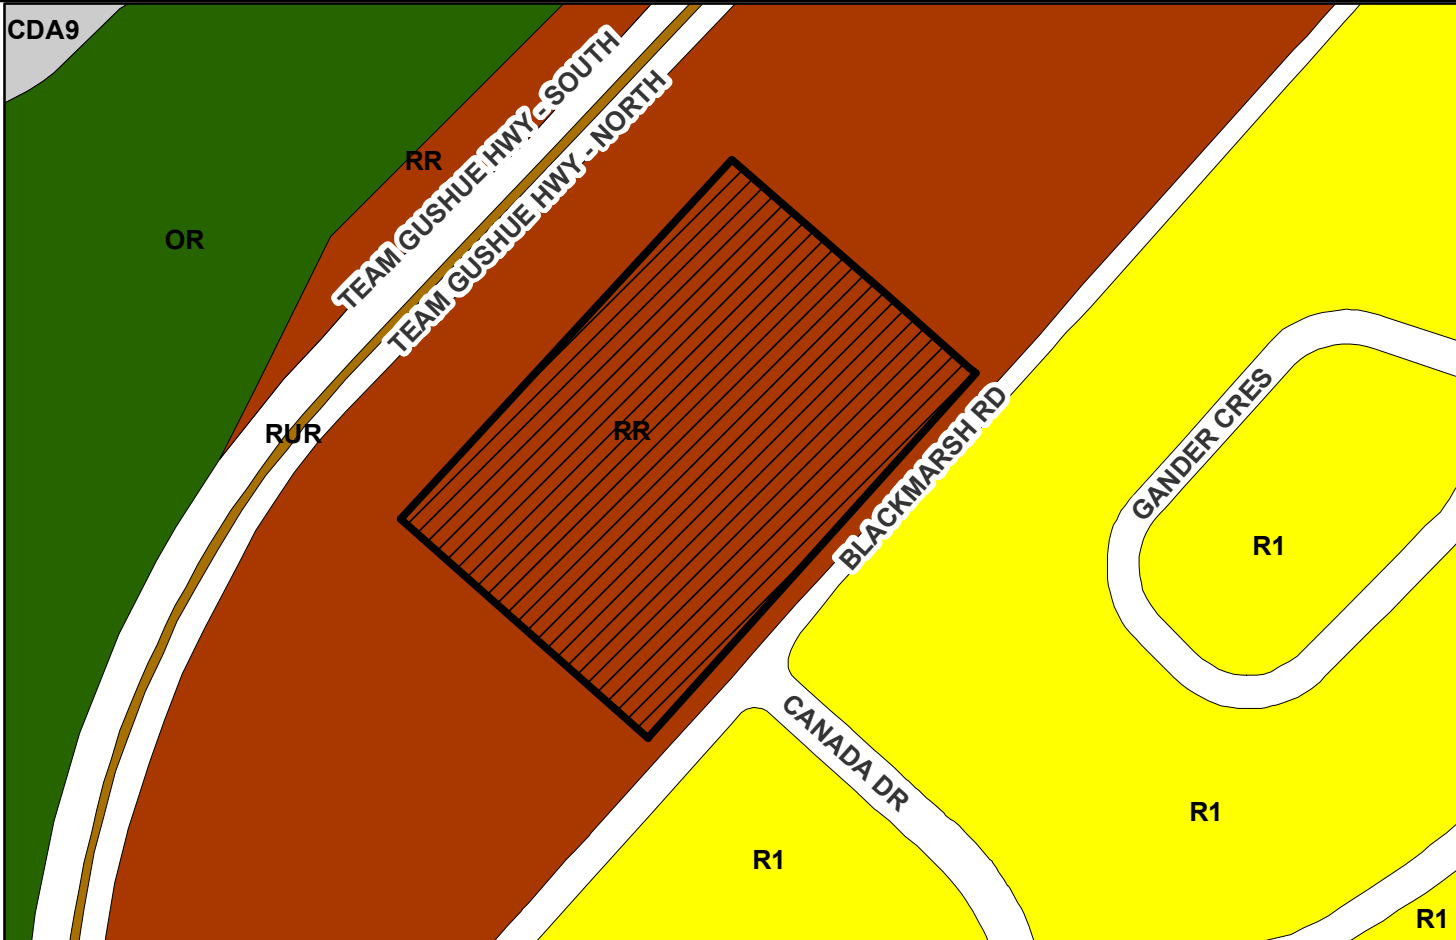 CDA9
TEAM GUSHUE HWY - SOUTH
TEAM GUSHUE HWY - NORTH
RR
OR
RUR
RR
BLACKMARSH RD
GANDER CRES
R1
CANADA DR
R1
R1
R1